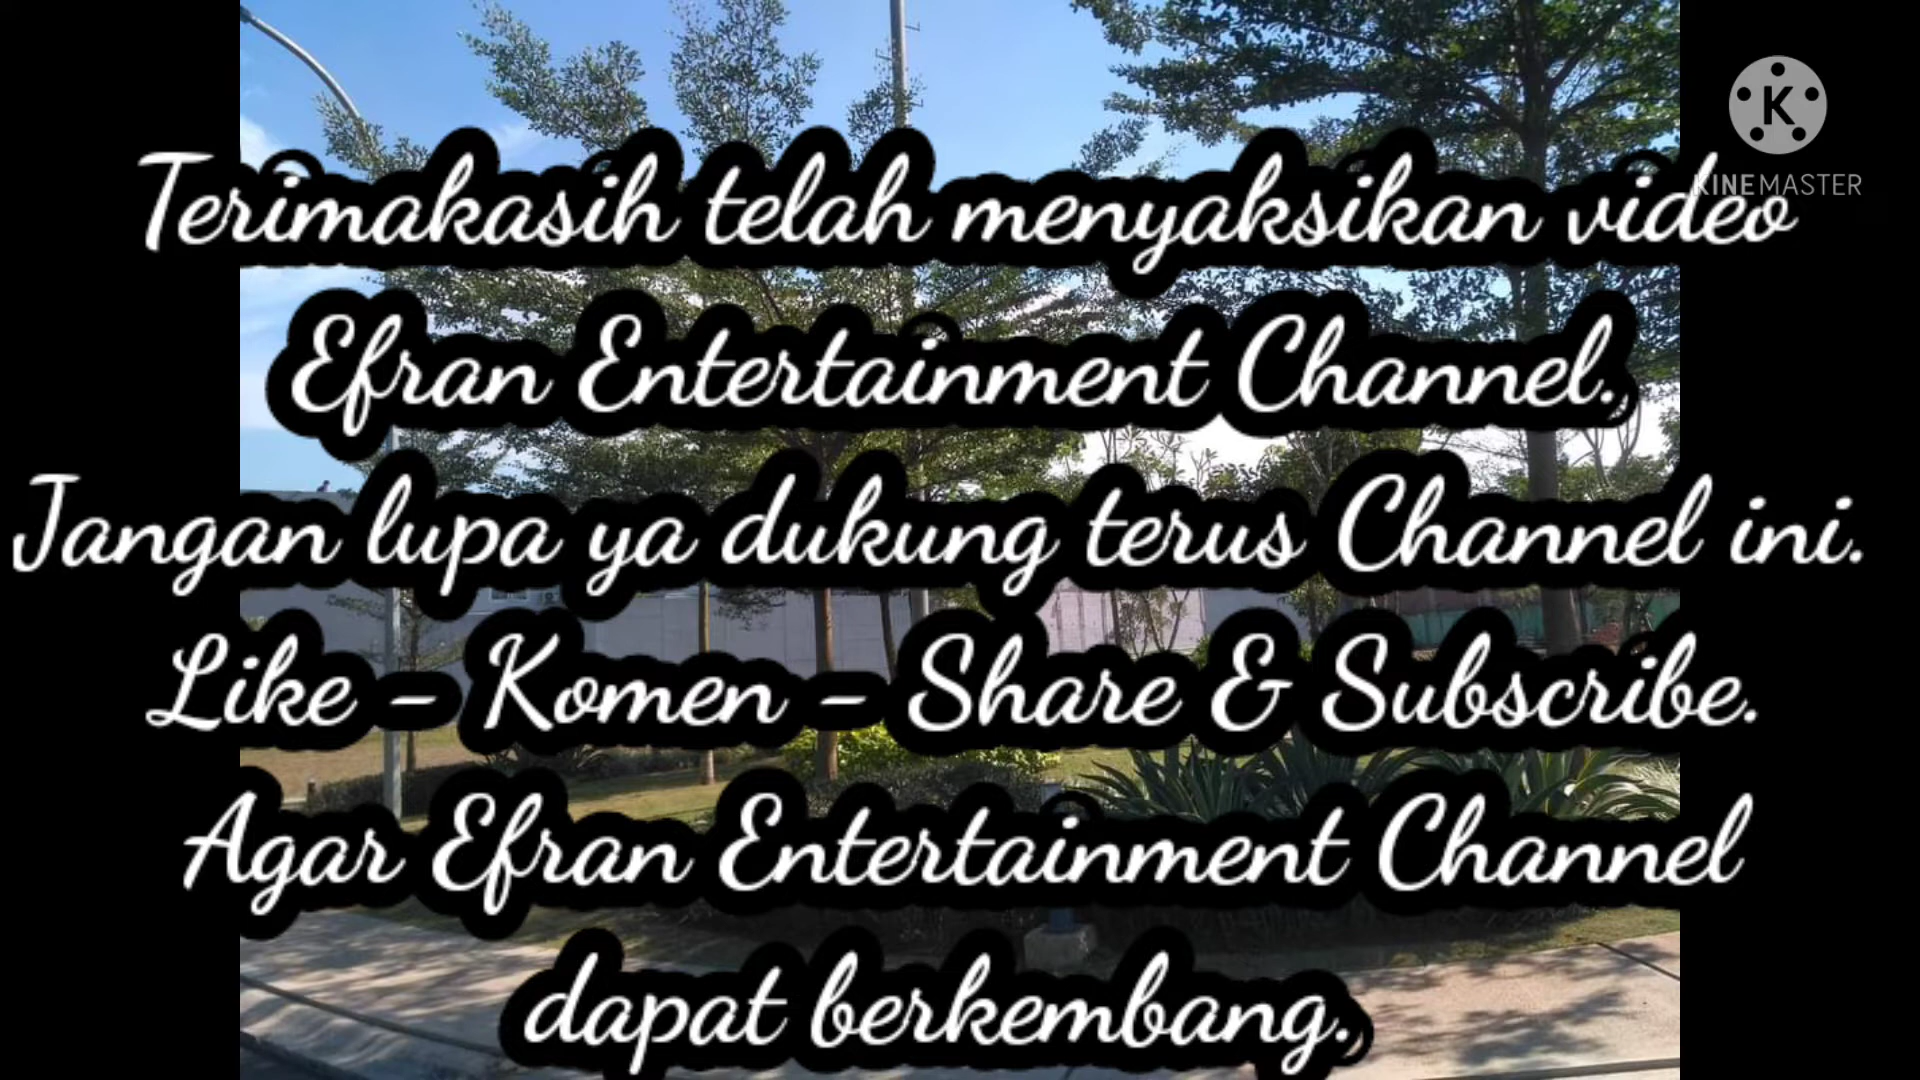 K
KINEMASTER
Terimakasih telah menyaksikan video
Efran Entertainment Channel.
Jangan lupa ya dukung terus Channel ini.
Like - Komen - Share & Subscribe.
Agar Efran Entertainment Channel
dapat berkembang.